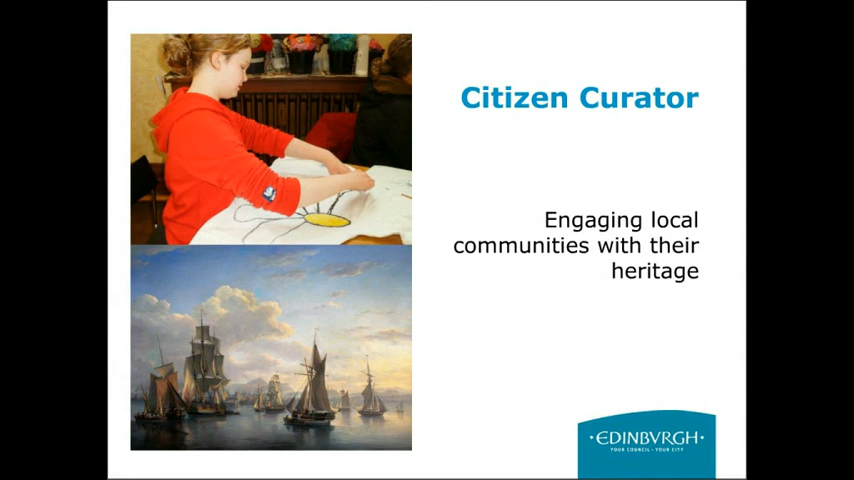 Citizen Curator
Engaging local
communities with their
heritage
·EDINBVRGH·
YOUR COUNCIL - YOUR CITY